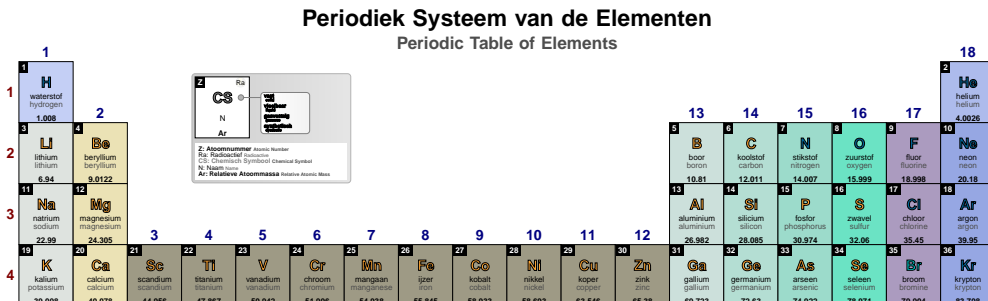 Periodiek Systeem van de Elementen
Periodic Table of Elements
1 18
1 H waterstof hydrogen 1.008
2 He helium helium 4.0026
Z Ra
CS
N
Ar
Z: Atoomnummer Atomic Number
Ra: Radioactief Radioactive
CS: Chemisch Symbool Chemical Symbol
N: Naam Name
Ar: Relatieve Atoommassa Relative Atomic Mass
1
2 13 14 15 16 17
3 Li lithium lithium 6.94
4 Be beryllium beryllium 9.0122
5 B boor boron 10.81
6 C koolstof carbon 12.011
7 N stikstof nitrogen 14.007
8 O zuurstof oxygen 15.999
9 F fluor fluorine 18.998
10 Ne neon neon 20.18
2
11 Na natrium sodium 22.99
12 Mg magnesium magnesium 24.305
13 Al aluminium aluminium 26.982
14 Si silicium silicon 28.085
15 P fosfor phosphorus 30.974
16 S zwavel sulfur 32.06
17 Cl chloor chlorine 35.45
18 Ar argon argon 39.95
3
3 4 5 6 7 8 9 10 11 12
19 K kalium potassium
20 Ca calcium calcium
21 Sc scandium scandium
22 Ti titanium titanium
23 V vanadium vanadium
24 Cr chroom chromium
25 Mn mangaan manganese
26 Fe ijzer iron
27 Co kobalt cobalt
28 Ni nikkel nickel
29 Cu koper copper
30 Zn zink zinc
31 Ga gallium gallium
32 Ge germanium germanium
33 As arseen arsenic
34 Se seleen selenium
35 Br broom bromine
36 Kr krypton krypton
4